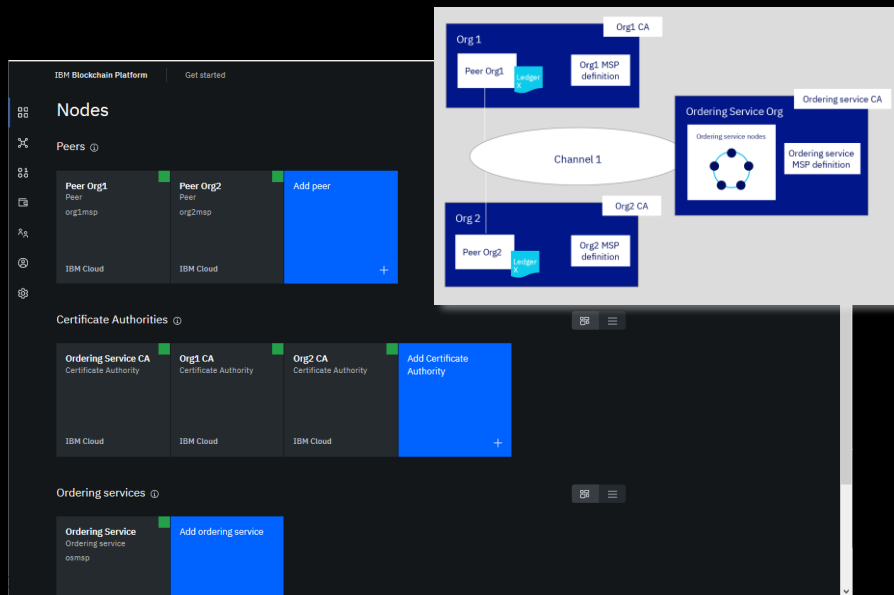 IBM Blockchain Platform
Get started
Nodes
Peers
Peer Org1
Peer
org1msp
IBM Cloud
Peer Org2
Peer
org2msp
IBM Cloud
Add peer
Certificate Authorities
Ordering Service CA
Certificate Authority
IBM Cloud
Org1 CA
Certificate Authority
IBM Cloud
Org2 CA
Certificate Authority
IBM Cloud
Add Certificate
Authority
Ordering services
Ordering Service
Ordering service
osmsp
Add ordering service
Org1 CA
Org 1
Peer Org1
Ledger
X
Org1 MSP
definition
Channel 1
Ordering service CA
Ordering Service Org
Ordering service nodes
Ordering service
MSP definition
Org2 CA
Org 2
Peer Org2
Ledger
X
Org2 MSP
definition